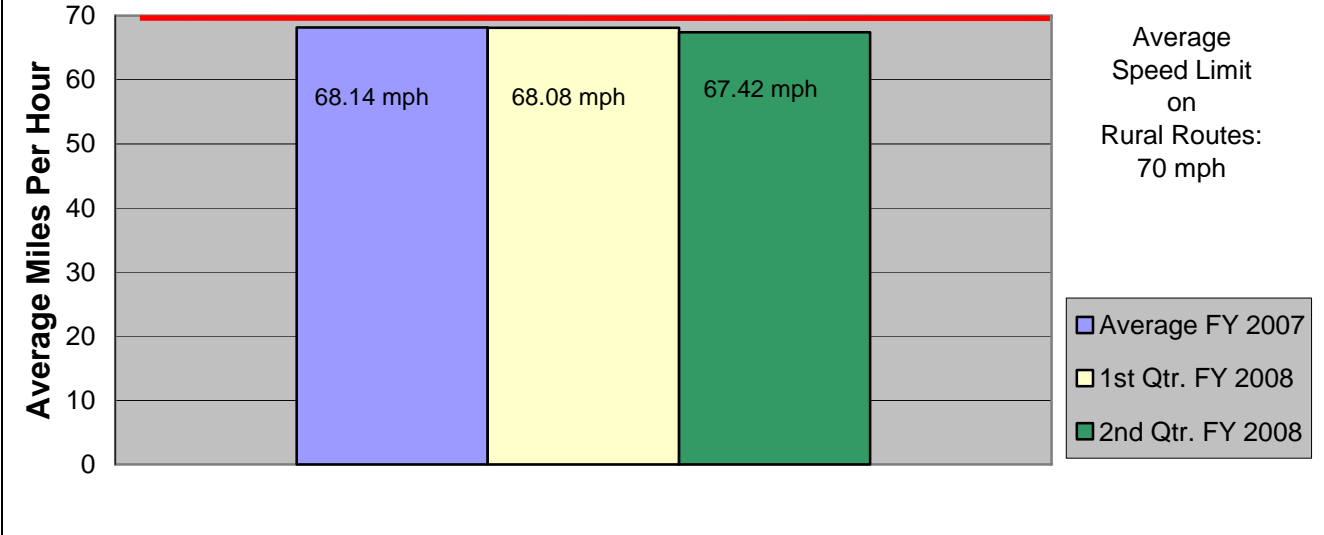 Average Miles Per Hour
70
60
50
40
30
20
10
0
68.14 mph
68.08 mph
67.42 mph
Average
Speed Limit
on
Rural Routes:
70 mph
Average FY 2007
1st Qtr. FY 2008
2nd Qtr. FY 2008